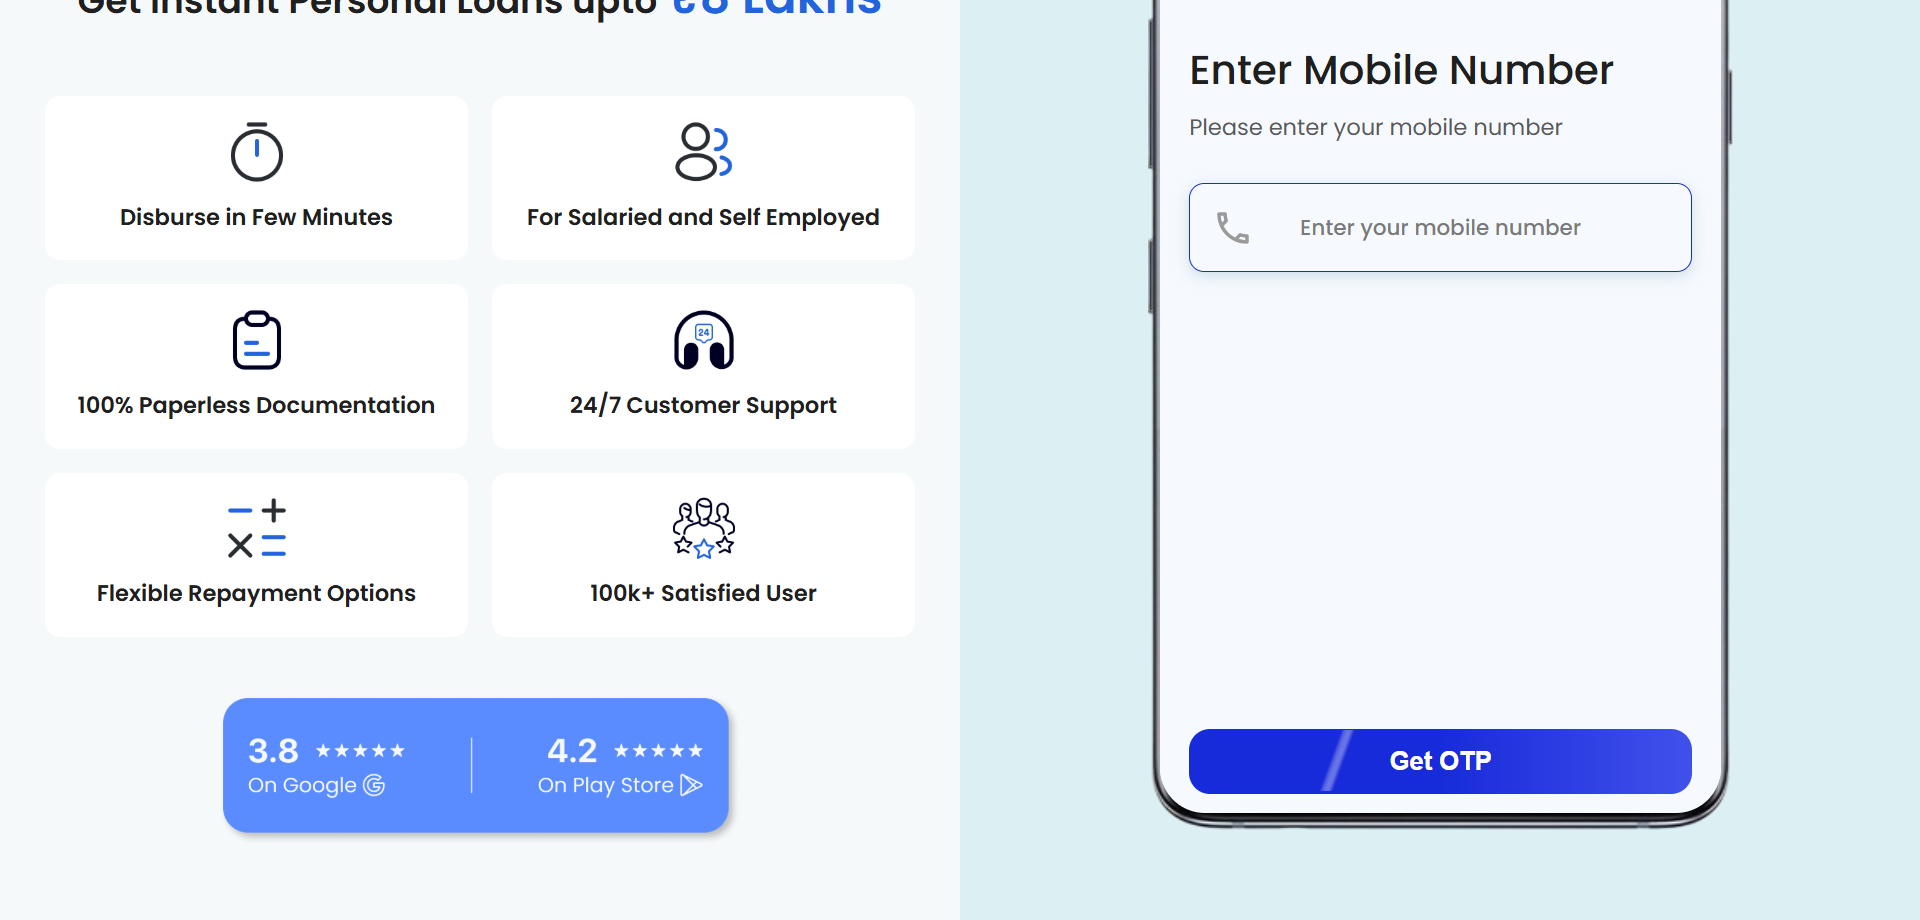 Get Instant Personal Loans upto ₹8 Lakhs
Disburse in Few Minutes
For Salaried and Self Employed
100% Paperless Documentation
24
24/7 Customer Support
Flexible Repayment Options
100k+ Satisfied User
3.8 ★★★★★
On Google
4.2 ★★★★★
On Play Store
Enter Mobile Number
Please enter your mobile number
Enter your mobile number
Get OTP